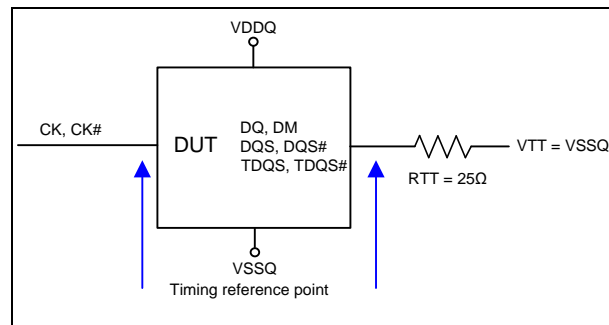 VDDQ
CK, CK#
DUT
DQ, DM
DQS, DQS#
TDQS, TDQS#
VTT = VSSQ
RTT = 25Ω
VSSQ
Timing reference point